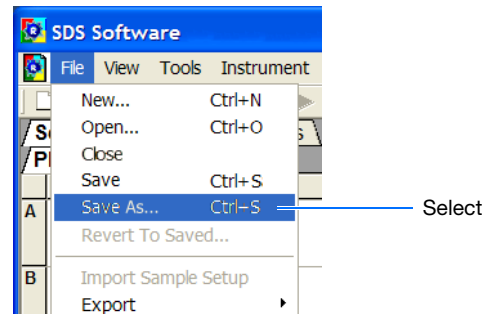 SDS Software
File View Tools Instrument
New... Ctrl+N
Open... Ctrl+O
Close
Save Ctrl+S
Save As... Ctrl-S
Select
Revert To Saved...
A
B
Import Sample Setup
Export